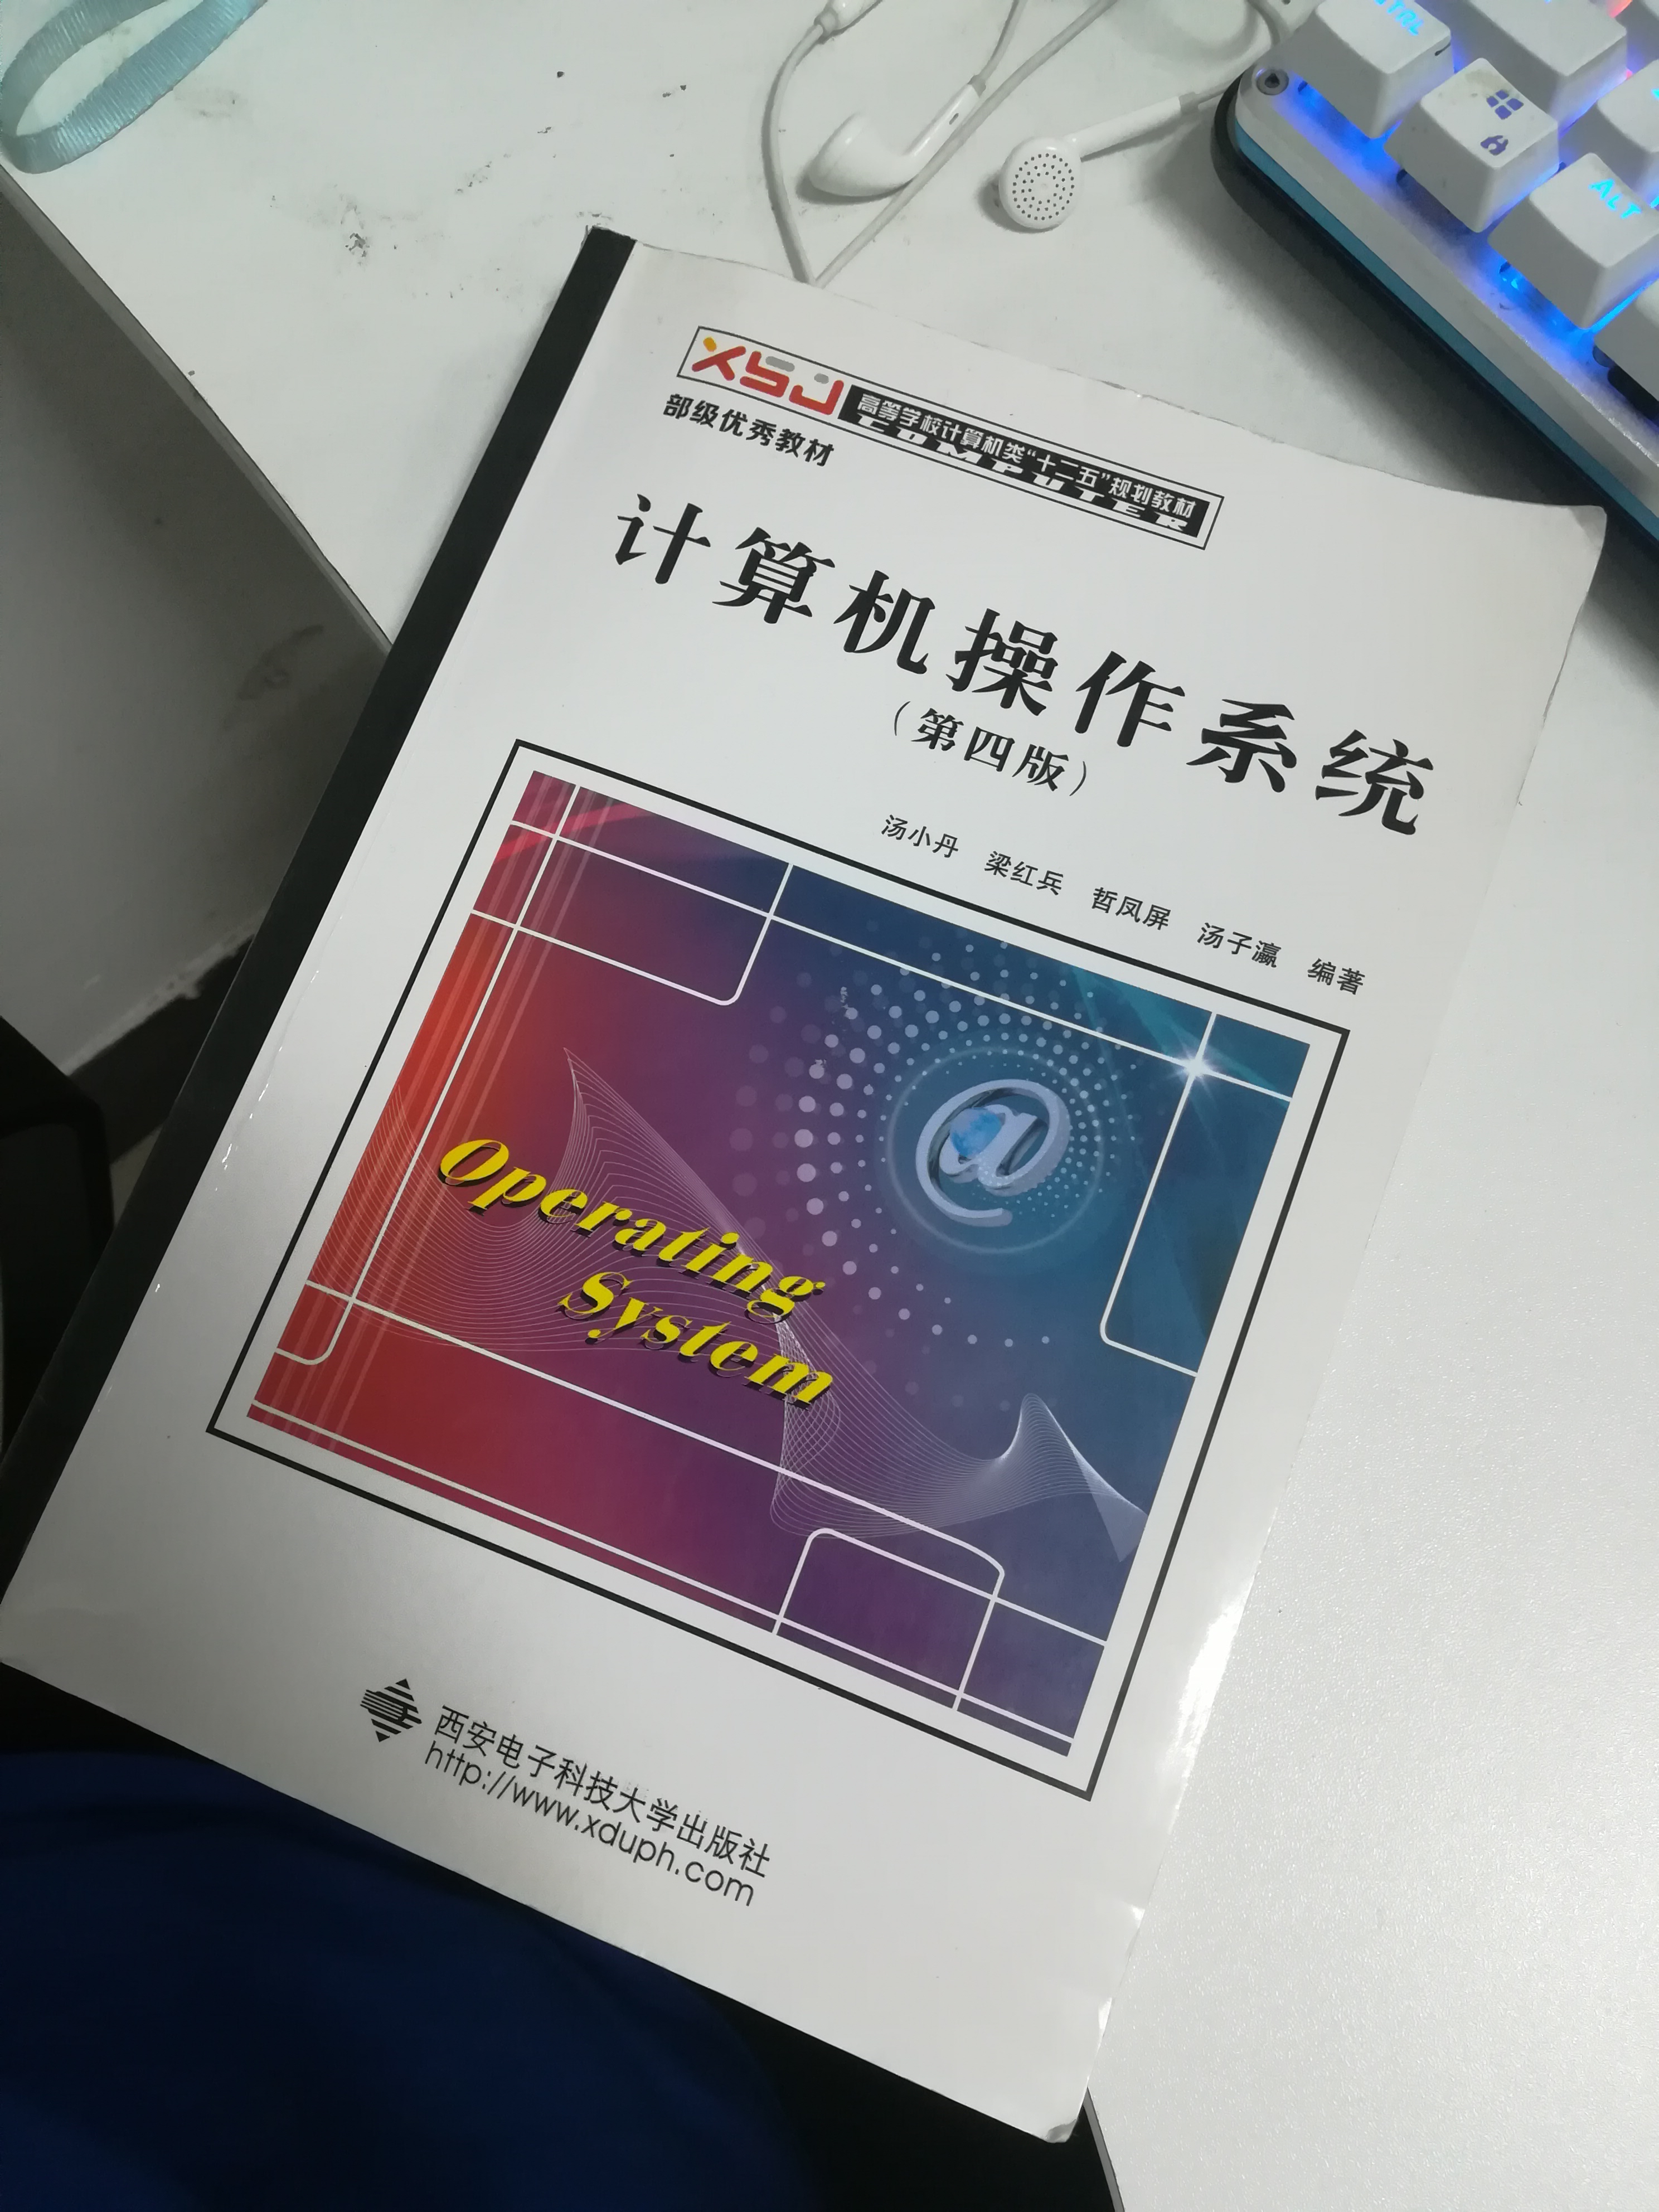 CTRL
ALT
XSJ
高等学校计算机类“十二五”规划教材
COMPUTER
部级优秀教材
计算机操作系统
（第四版）
汤小丹 梁红兵 哲凤屏 汤子瀛 编著
@
Operating
System
西安电子科技大学出版社
http://www.xduph.com